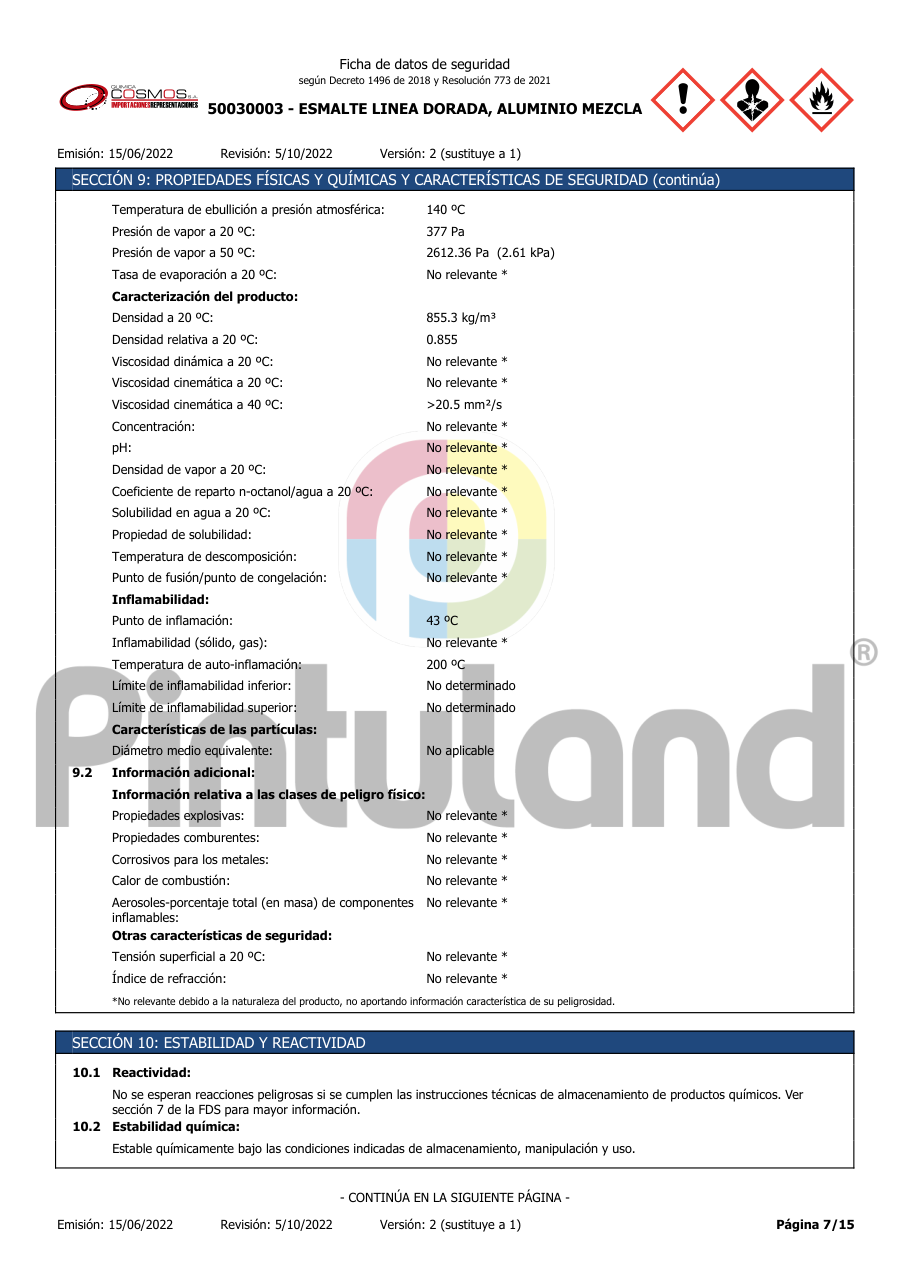 Ficha de datos de seguridad
según Decreto 1496 de 2018 y Resolución 773 de 2021
QUIMICA
COSMOS S.A.
IMPORTACIONES REPRESENTACIONES
50030003 - ESMALTE LINEA DORADA, ALUMINIO MEZCLA
Emisión: 15/06/2022 Revisión: 5/10/2022 Versión: 2 (sustituye a 1)
SECCIÓN 9: PROPIEDADES FÍSICAS Y QUÍMICAS Y CARACTERÍSTICAS DE SEGURIDAD (continúa)
Temperatura de ebullición a presión atmosférica: 140 ºC
Presión de vapor a 20 ºC: 377 Pa
Presión de vapor a 50 ºC: 2612.36 Pa (2.61 kPa)
Tasa de evaporación a 20 ºC: No relevante *
Caracterización del producto:
Densidad a 20 ºC: 855.3 kg/m³
Densidad relativa a 20 ºC: 0.855
Viscosidad dinámica a 20 ºC: No relevante *
Viscosidad cinemática a 20 ºC: No relevante *
Viscosidad cinemática a 40 ºC: >20.5 mm²/s
Concentración: No relevante *
pH: No relevante *
Densidad de vapor a 20 ºC: No relevante *
Coeficiente de reparto n-octanol/agua a 20 ºC: No relevante *
Solubilidad en agua a 20 ºC: No relevante *
Propiedad de solubilidad: No relevante *
Temperatura de descomposición: No relevante *
Punto de fusión/punto de congelación: No relevante *
Inflamabilidad:
Punto de inflamación: 43 ºC
Inflamabilidad (sólido, gas): No relevante *
Temperatura de auto-inflamación: 200 ºC
Límite de inflamabilidad inferior: No determinado
Límite de inflamabilidad superior: No determinado
Pintuland®
Características de las partículas:
Diámetro medio equivalente: No aplicable
9.2 Información adicional:
Información relativa a las clases de peligro físico:
Propiedades explosivas: No relevante *
Propiedades comburentes: No relevante *
Corrosivos para los metales: No relevante *
Calor de combustión: No relevante *
Aerosoles-porcentaje total (en masa) de componentes No relevante *
inflamables:
Otras características de seguridad:
Tensión superficial a 20 ºC: No relevante *
Índice de refracción: No relevante *
*No relevante debido a la naturaleza del producto, no aportando información característica de su peligrosidad.
SECCIÓN 10: ESTABILIDAD Y REACTIVIDAD
10.1 Reactividad:
No se esperan reacciones peligrosas si se cumplen las instrucciones técnicas de almacenamiento de productos químicos. Ver
sección 7 de la FDS para mayor información.
10.2 Estabilidad química:
Estable químicamente bajo las condiciones indicadas de almacenamiento, manipulación y uso.
- CONTINÚA EN LA SIGUIENTE PÁGINA -
Emisión: 15/06/2022 Revisión: 5/10/2022 Versión: 2 (sustituye a 1) Página 7/15